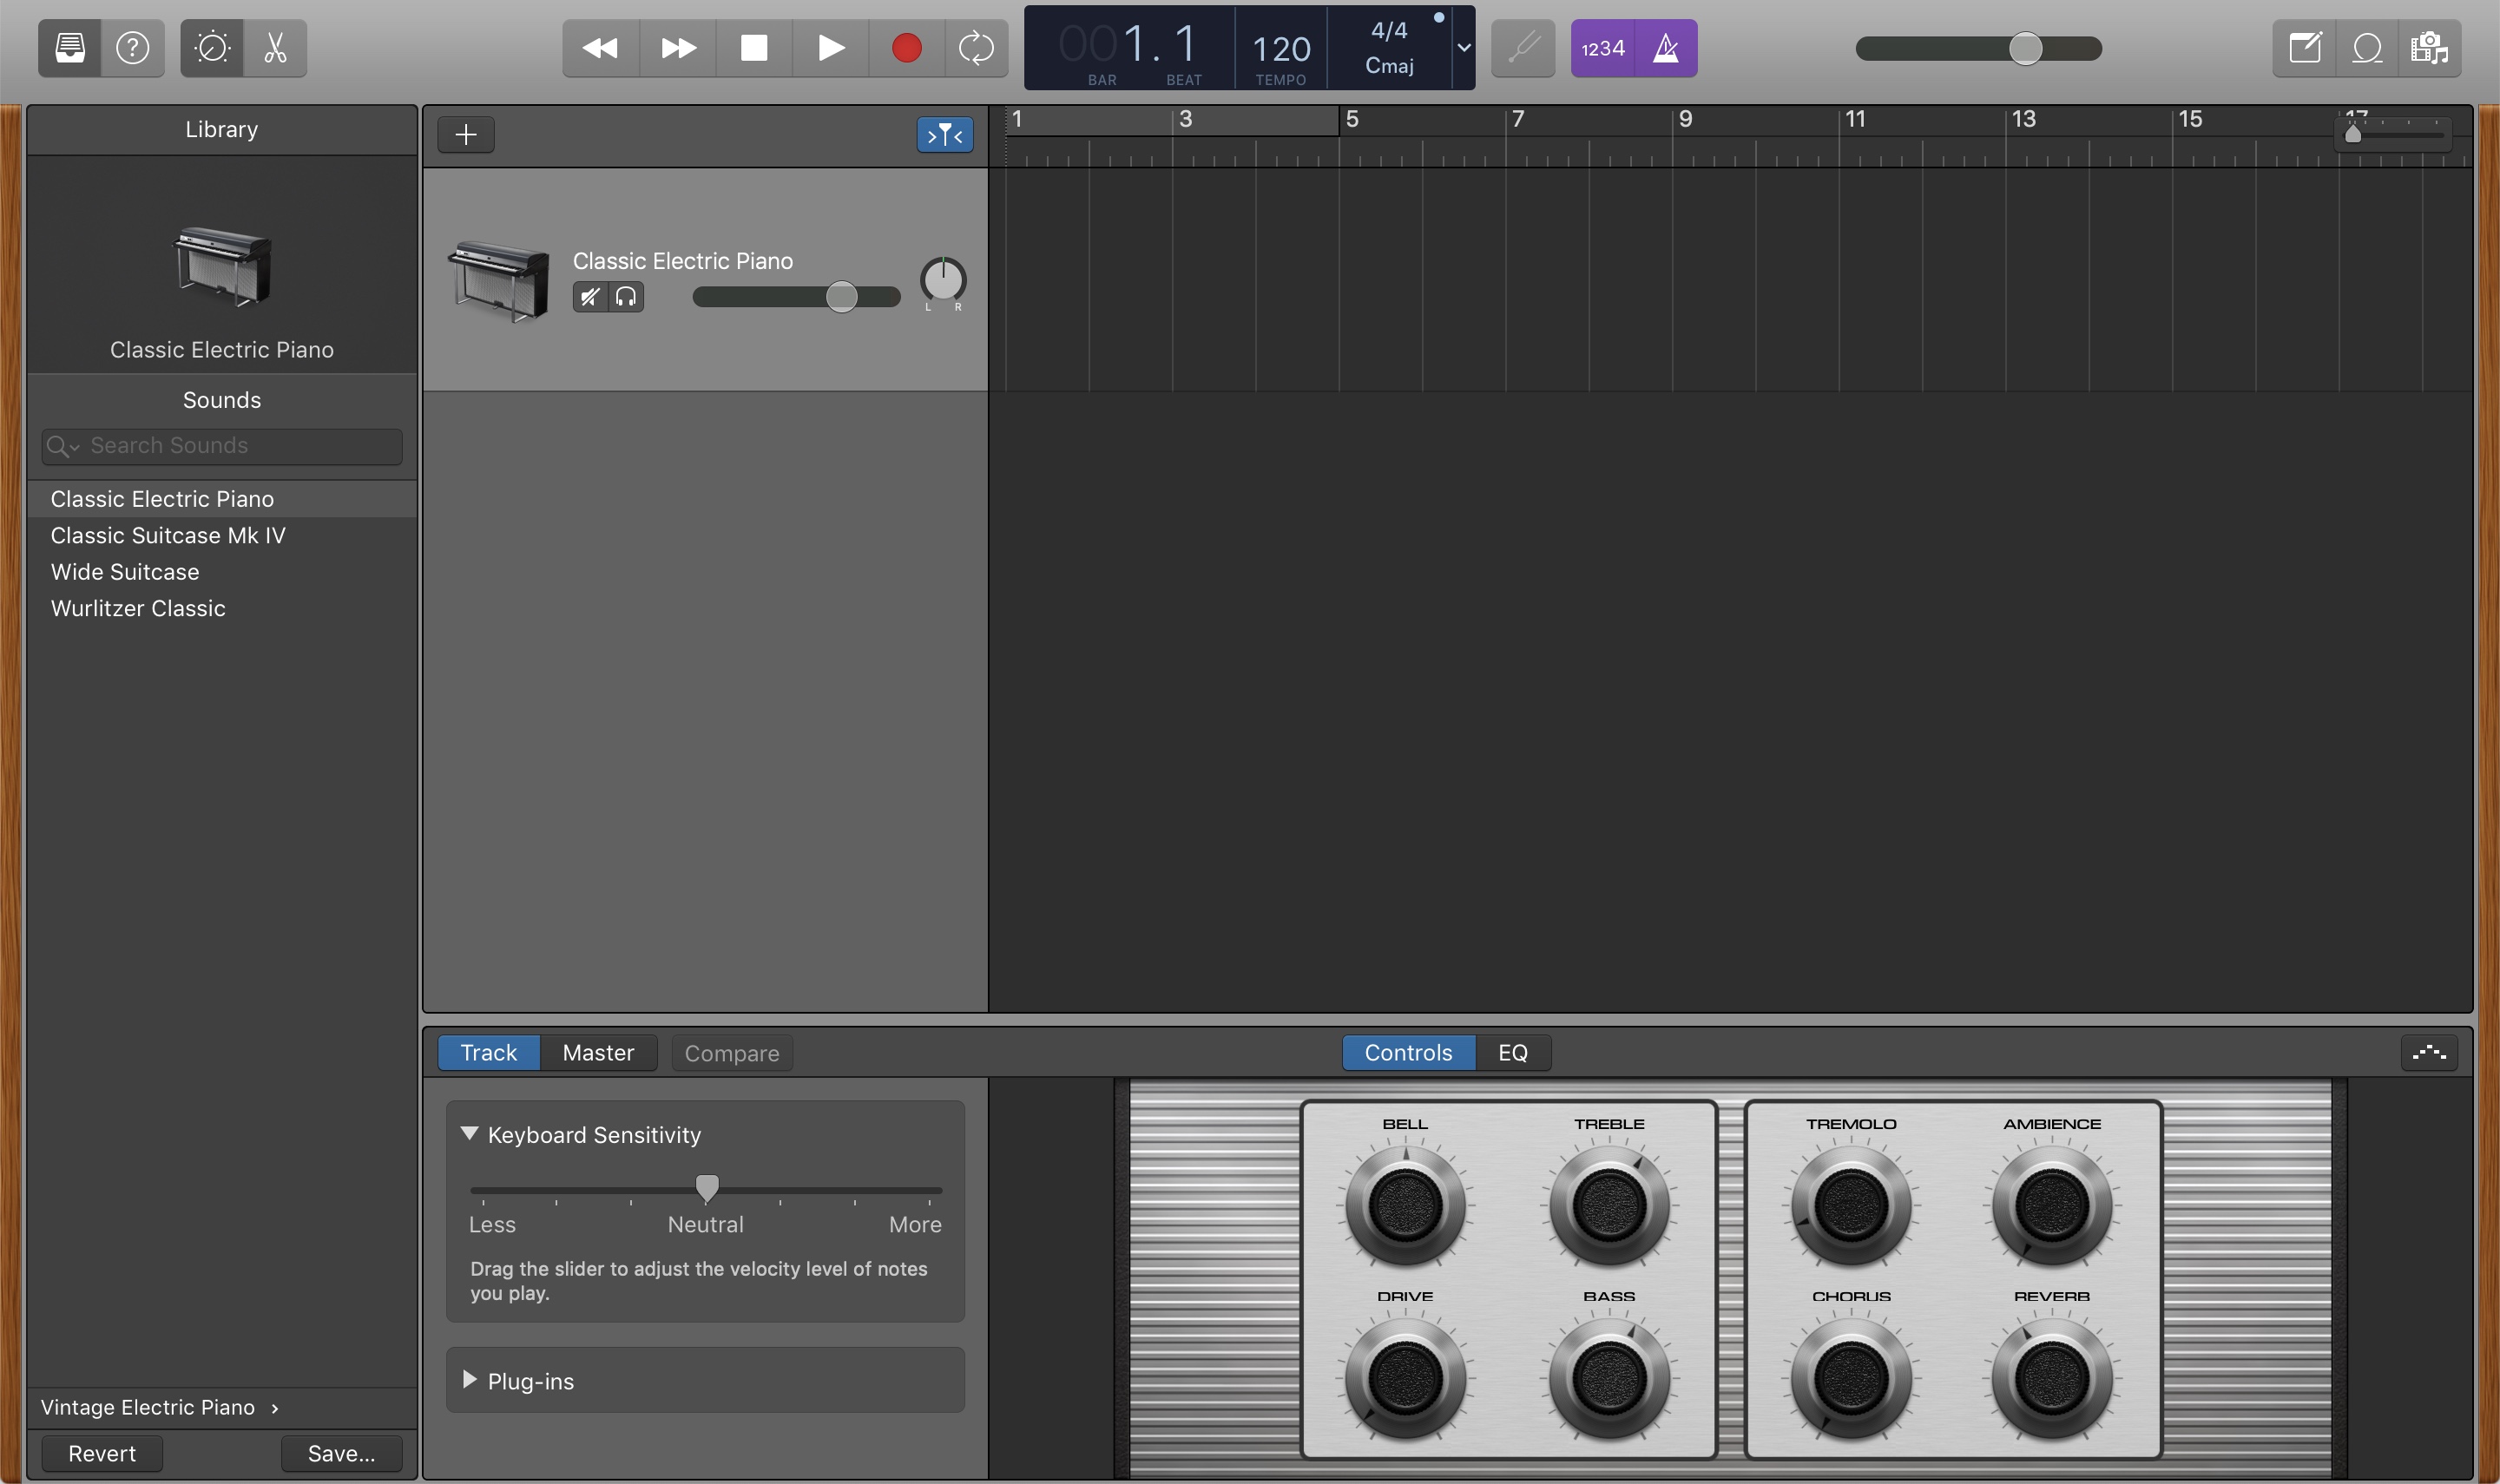 001. 1
BAR BEAT
120
TEMPO
4/4
Cmaj
1234
Library
Classic Electric Piano
Sounds
Search Sounds
Classic Electric Piano
Classic Suitcase Mk IV
Wide Suitcase
Wurlitzer Classic
Vintage Electric Piano ›
Revert Save...
1 3 5 7 9 11 13 15 17
Classic Electric Piano
L R
Track Master Compare
Controls EQ
Keyboard Sensitivity
Less Neutral More
Drag the slider to adjust the velocity level of notes
you play.
Plug-ins
BELL TREBLE TREMOLO AMBIENCE
DRIVE BASS CHORUS REVERB